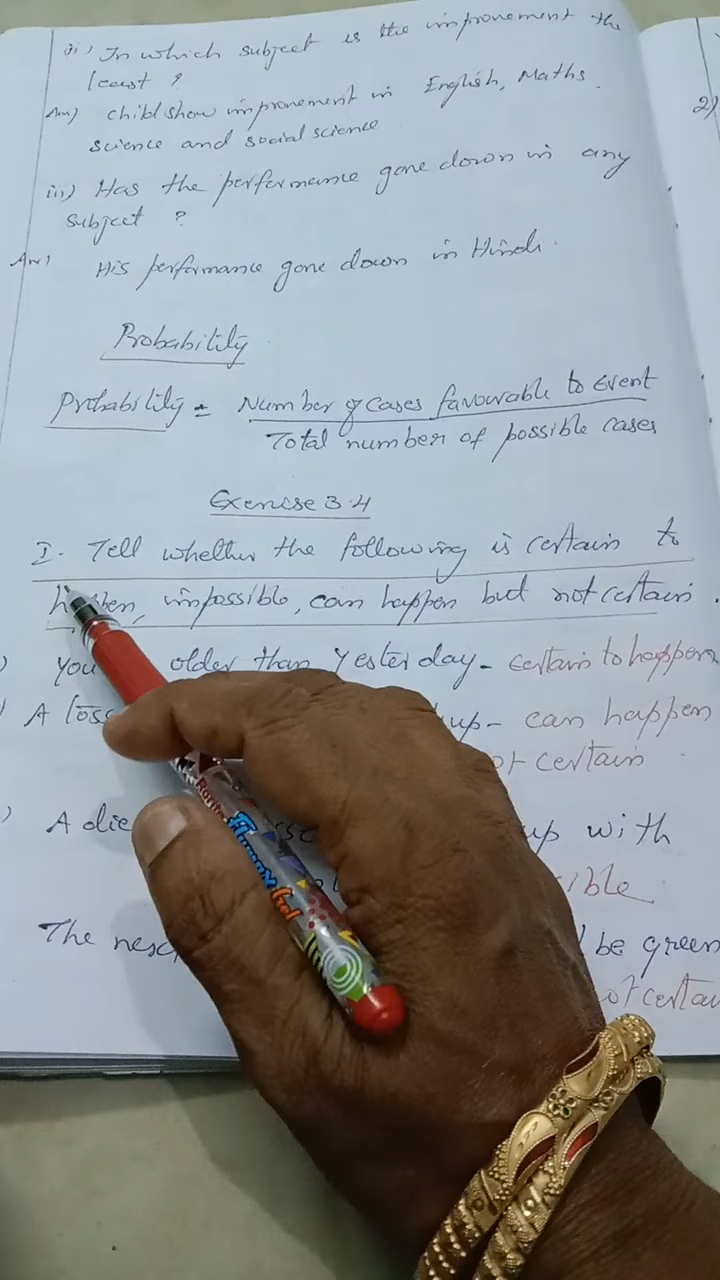 ii) In which subject is the improvement the
least ?
Ans) child show improvement in English, Maths.
science and social science
iii) Has the performance gone down in any
subject ?
Ans) His performance gone down in Hindi.
Probability
Probability = Number of cases favourable to Event
Total number of possible cases
Exercise 3.4
I. Tell whether the following is certain to
happen, impossible, can happen but not certain.
You older than yesterday - certain to happen
A toss up - can happen
not certain
A die up with
The next be green
not certain
2)